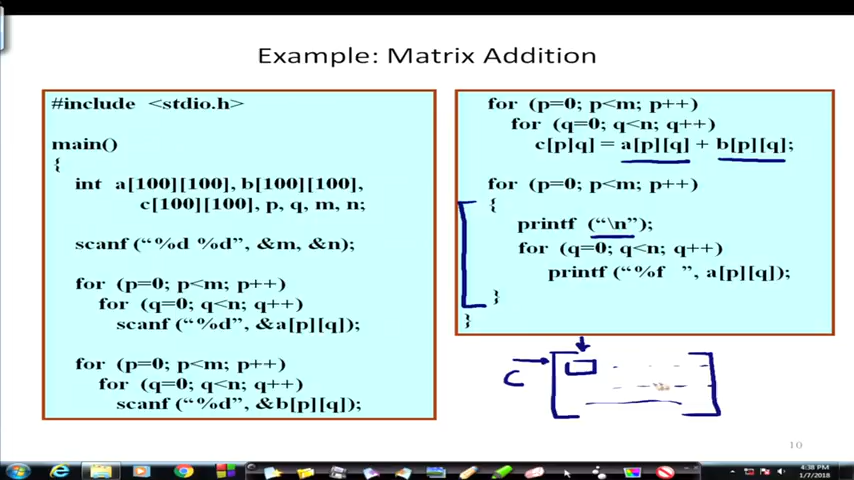 Example: Matrix Addition
#include <stdio.h>
main()
{
int a[100][100], b[100][100],
c[100][100], p, q, m, n;
scanf (“%d %d”, &m, &n);
for (p=0; p<m; p++)
for (q=0; q<n; q++)
scanf (“%d”, &a[p][q]);
for (p=0; p<m; p++)
for (q=0; q<n; q++)
scanf (“%d”, &b[p][q]);
for (p=0; p<m; p++)
for (q=0; q<n; q++)
c[p]q] = a[p][q] + b[p][q];
for (p=0; p<m; p++)
{
printf (“\n”);
for (q=0; q<n; q++)
printf (“%f ”, a[p][q]);
}
}
C
10
4:38 PM
1/7/2018